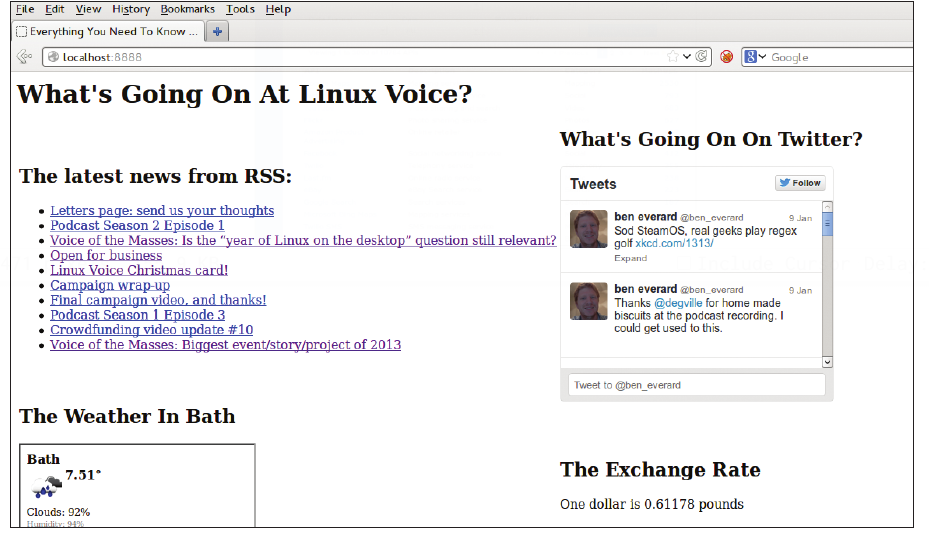 File Edit View History Bookmarks Tools Help
Everything You Need To Know ...
localhost:8888
Google
What's Going On At Linux Voice?
The latest news from RSS:
Letters page: send us your thoughts
Podcast Season 2 Episode 1
Voice of the Masses: Is the “year of Linux on the desktop” question still relevant?
Open for business
Linux Voice Christmas card!
Campaign wrap-up
Final campaign video, and thanks!
Podcast Season 1 Episode 3
Crowdfunding video update #10
Voice of the Masses: Biggest event/story/project of 2013
The Weather In Bath
Bath
7.51°
Clouds: 92%
Humidity: 94%
What's Going On On Twitter?
Tweets
Follow
ben everard @ben_everard 9 Jan
Sod SteamOS, real geeks play regex
golf xkcd.com/1313/
Expand
ben everard @ben_everard 9 Jan
Thanks @degville for home made
biscuits at the podcast recording. I
could get used to this.
Tweet to @ben_everard
The Exchange Rate
One dollar is 0.61178 pounds